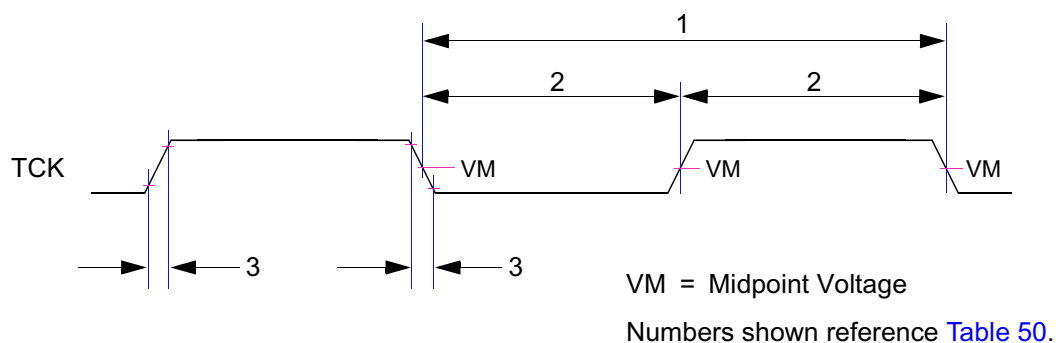 1
2 2
TCK VM VM VM
3 3
VM = Midpoint Voltage
Numbers shown reference Table 50.